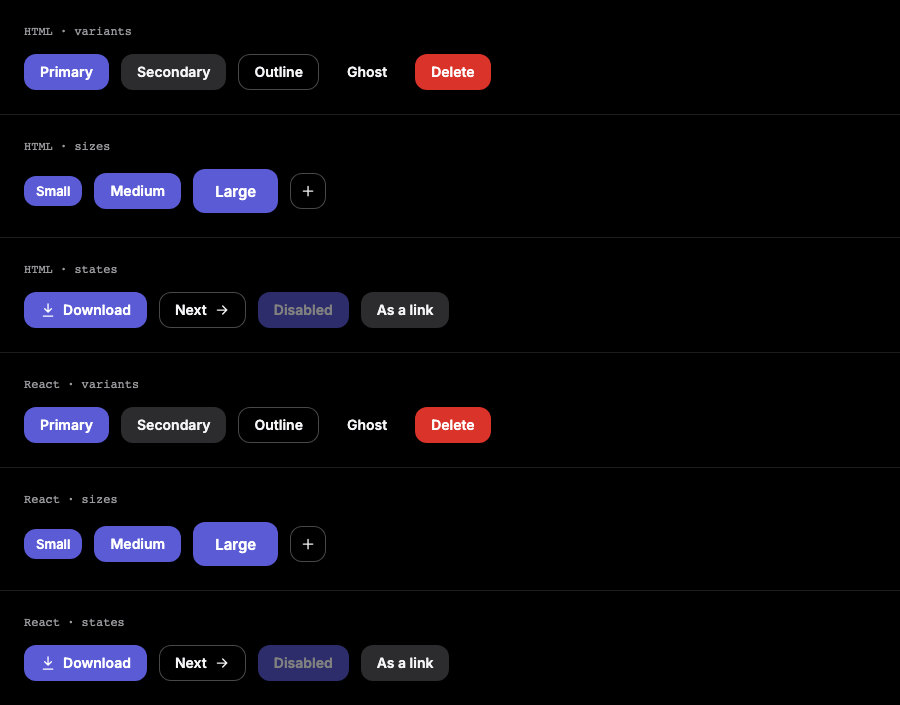 HTML · variants
Primary Secondary Outline Ghost Delete
HTML · sizes
Small Medium Large +
HTML · states
Download Next → Disabled As a link
React · variants
Primary Secondary Outline Ghost Delete
React · sizes
Small Medium Large +
React · states
Download Next → Disabled As a link